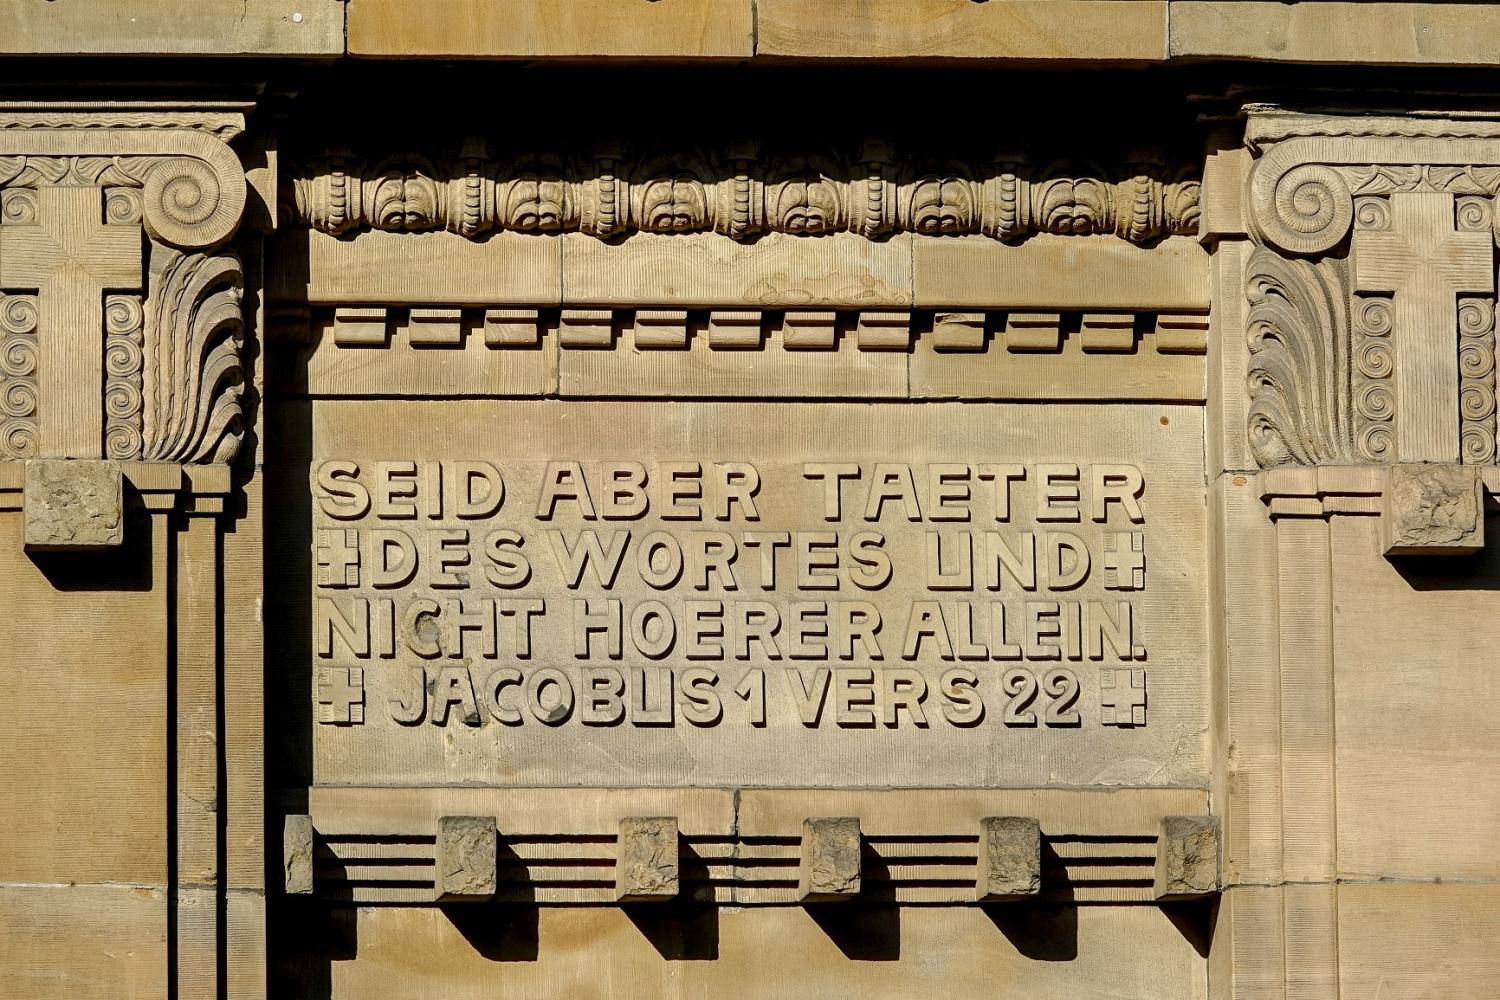 SEID ABER TAETER
DES WORTES UND
NICHT HOERER ALLEIN.
JACOBUS 1 VERS 22